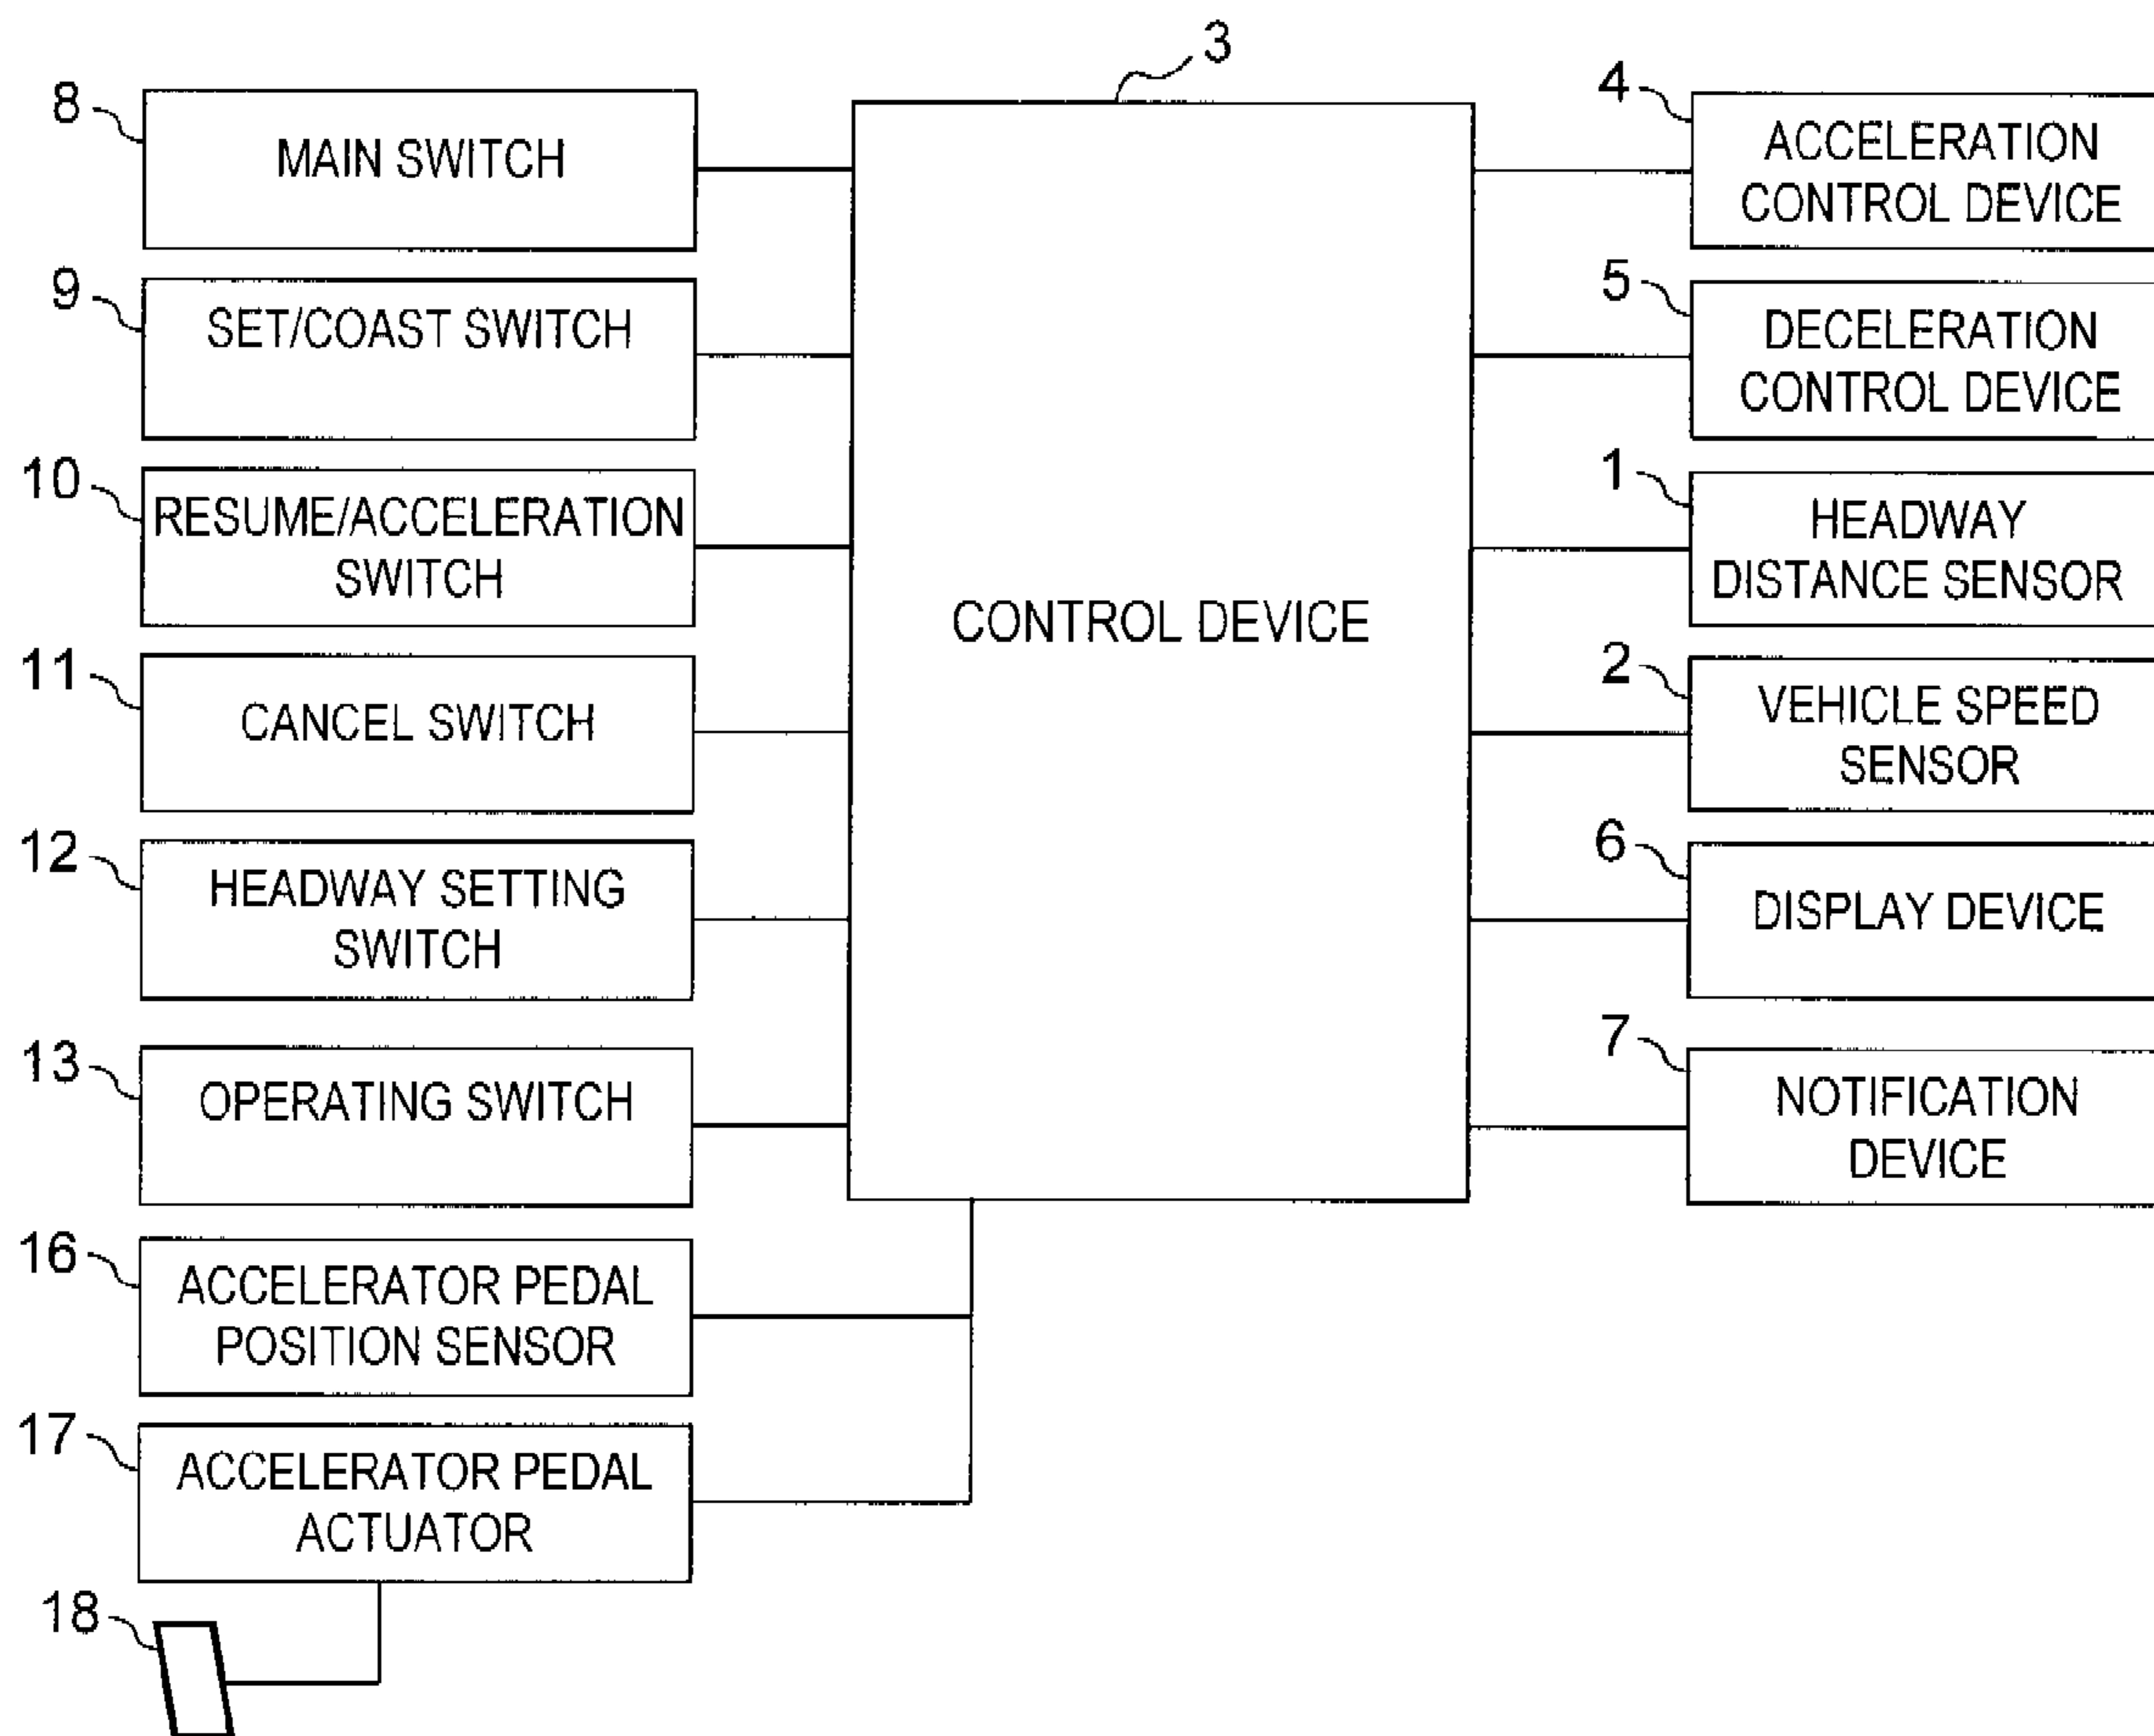 3
8
MAIN SWITCH
9
SET/COAST SWITCH
10
RESUME/ACCELERATION
SWITCH
11
CANCEL SWITCH
12
HEADWAY SETTING
SWITCH
13
OPERATING SWITCH
16
ACCELERATOR PEDAL
POSITION SENSOR
17
ACCELERATOR PEDAL
ACTUATOR
18
CONTROL DEVICE
4
ACCELERATION
CONTROL DEVICE
5
DECELERATION
CONTROL DEVICE
1
HEADWAY
DISTANCE SENSOR
2
VEHICLE SPEED
SENSOR
6
DISPLAY DEVICE
7
NOTIFICATION
DEVICE